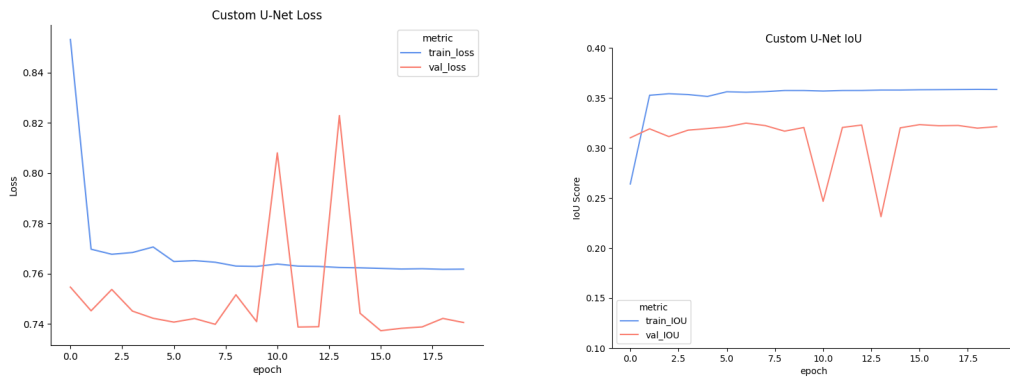 Custom U-Net Loss
metric
train_loss
val_loss
0.84
0.82
0.80
0.78
0.76
0.74
Loss
0.0 2.5 5.0 7.5 10.0 12.5 15.0 17.5
epoch
Custom U-Net IoU
0.40
0.35
0.30
0.25
0.20
0.15
0.10
IoU Score
metric
train_IOU
val_IOU
0.0 2.5 5.0 7.5 10.0 12.5 15.0 17.5
epoch